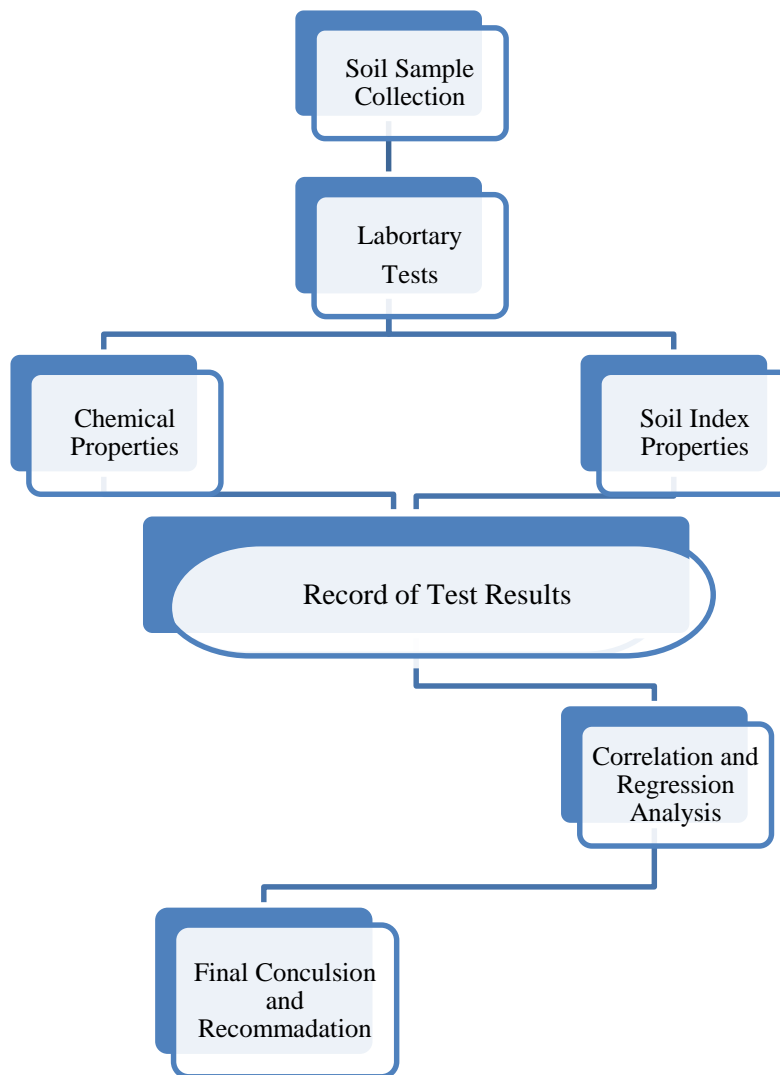 Soil Sample
Collection
Labortary
Tests
Chemical
Properties
Soil Index
Properties
Record of Test Results
Correlation and
Regression
Analysis
Final Conculsion
and
Recommadation